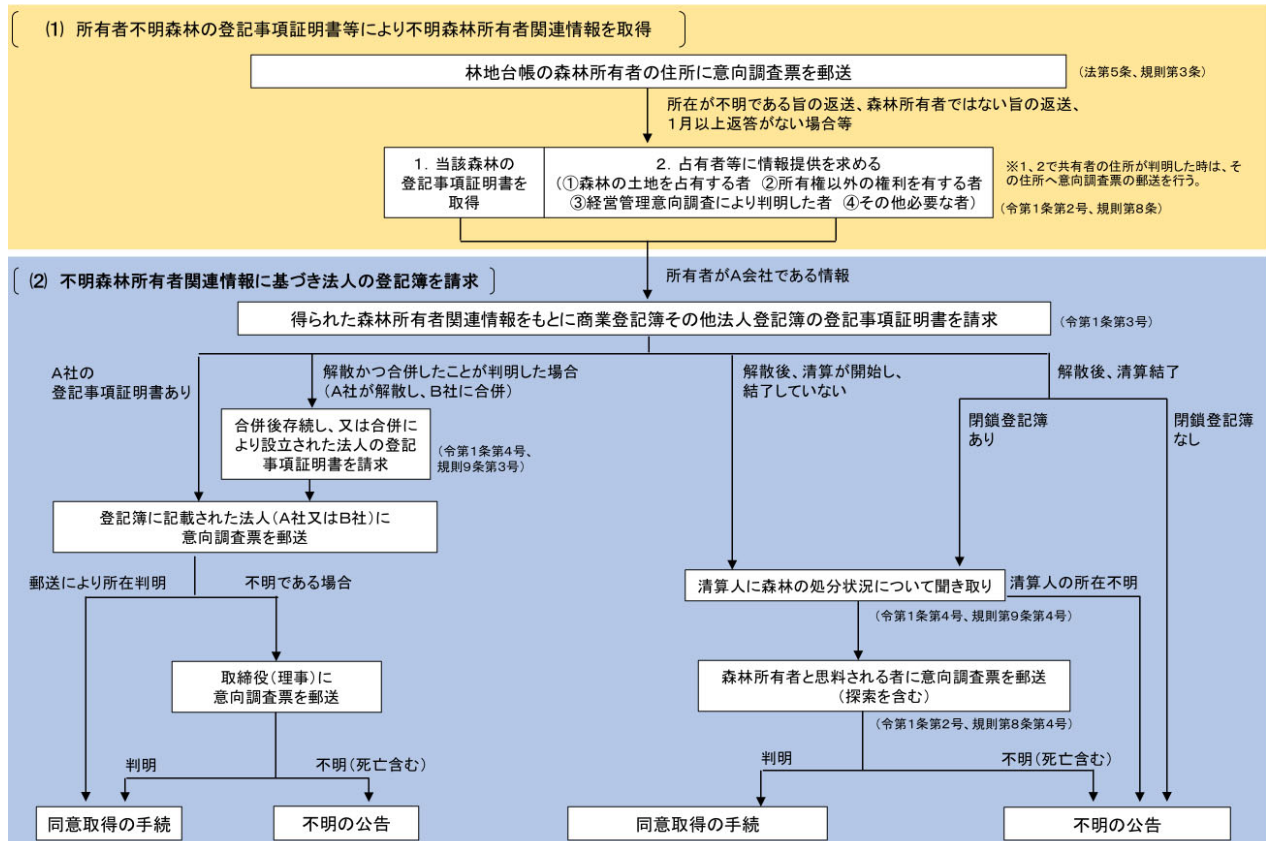 (1) 所有者不明森林の登記事項証明書等により不明森林所有者関連情報を取得
林地台帳の森林所有者の住所に意向調査票を郵送
(法第5条、規則第3条)
所在が不明である旨の返送、森林所有者ではない旨の返送、
1月以上返答がない場合等
1. 当該森林の
登記事項証明書を
取得
2. 占有者等に情報提供を求める
(①森林の土地を占有する者 ②所有権以外の権利を有する者
③経営管理意向調査により判明した者 ④その他必要な者)
※1、2で共有者の住所が判明した時は、そ
の住所へ意向調査票の郵送を行う。
(令第1条第2号、規則第8条)
(2) 不明森林所有者関連情報に基づき法人の登記簿を請求
所有者がA会社である情報
得られた森林所有者関連情報をもとに商業登記簿その他法人登記簿の登記事項証明書を請求
(令第1条第3号)
A社の
登記事項証明書あり
解散かつ合併したことが判明した場合
(A社が解散し、B社に合併)
解散後、清算が開始し、
結了していない
解散後、清算結了
合併後存続し、又は合併に
より設立された法人の登記
事項証明書を請求
(令第1条第4号、
規則9条第3号)
閉鎖登記簿
あり
閉鎖登記簿
なし
登記簿に記載された法人(A社又はB社)に
意向調査票を郵送
郵送により所在判明
不明である場合
清算人に森林の処分状況について聞き取り
清算人の所在不明
(令第1条第4号、規則第9条第4号)
取締役(理事)に
意向調査票を郵送
森林所有者と思料される者に意向調査票を郵送
(探索を含む)
(令第1条第2号、規則第8条第4号)
判明
不明(死亡含む)
判明
不明(死亡含む)
同意取得の手続
不明の公告
同意取得の手続
不明の公告